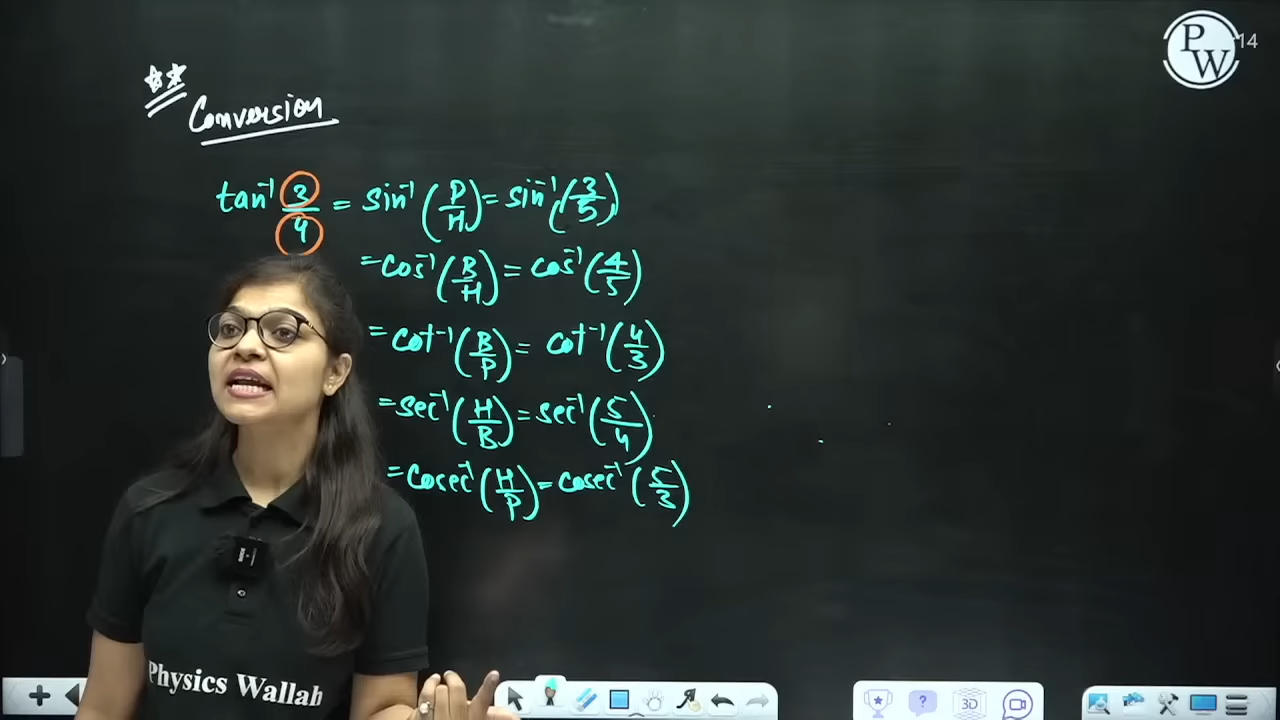 PW
14
Conversion
tan⁻¹ 3/4 = sin⁻¹ (P/H) = sin⁻¹ (3/5)
= cos⁻¹ (B/H) = cos⁻¹ (4/5)
= cot⁻¹ (B/P) = cot⁻¹ (4/3)
= sec⁻¹ (H/B) = sec⁻¹ (5/4)
= cosec⁻¹ (H/P) = cosec⁻¹ (5/3)
Physics Wallah
3D